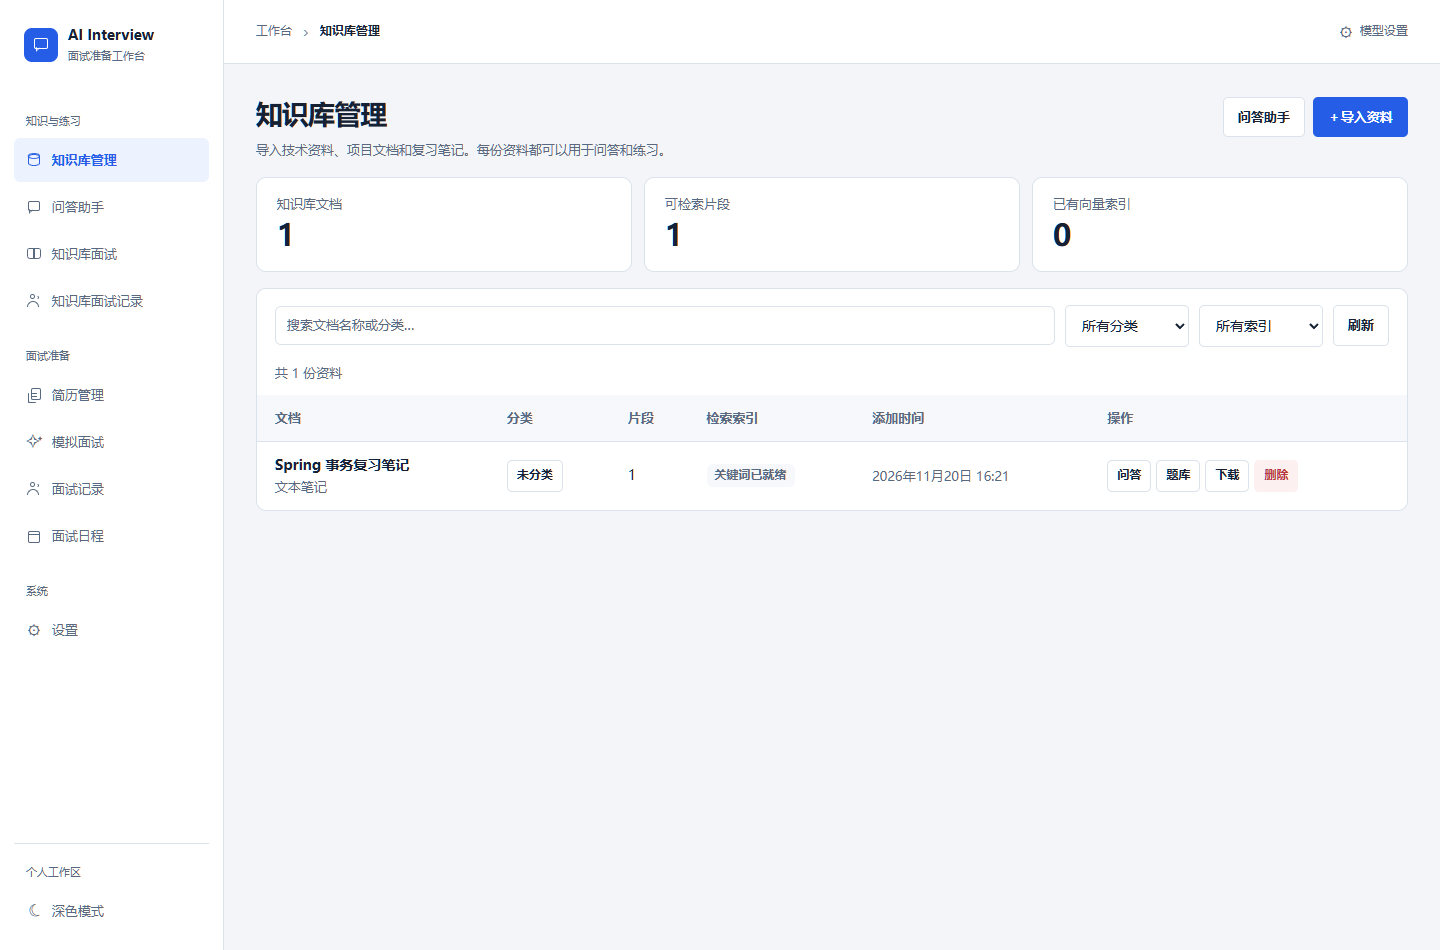 AI Interview
面试准备工作台
知识与练习
知识库管理
问答助手
知识库面试
知识库面试记录
面试准备
简历管理
模拟面试
面试记录
面试日程
系统
设置
个人工作区
深色模式
工作台 › 知识库管理
模型设置
知识库管理
导入技术资料、项目文档和复习笔记。每份资料都可以用于问答和练习。
问答助手
+ 导入资料
知识库文档
1
可检索片段
1
已有向量索引
0
搜索文档名称或分类...
所有分类
所有索引
刷新
共 1 份资料
文档 分类 片段 检索索引 添加时间 操作
Spring 事务复习笔记
文本笔记
未分类
1
关键词已就绪
2026年11月20日 16:21
问答 题库 下载 删除